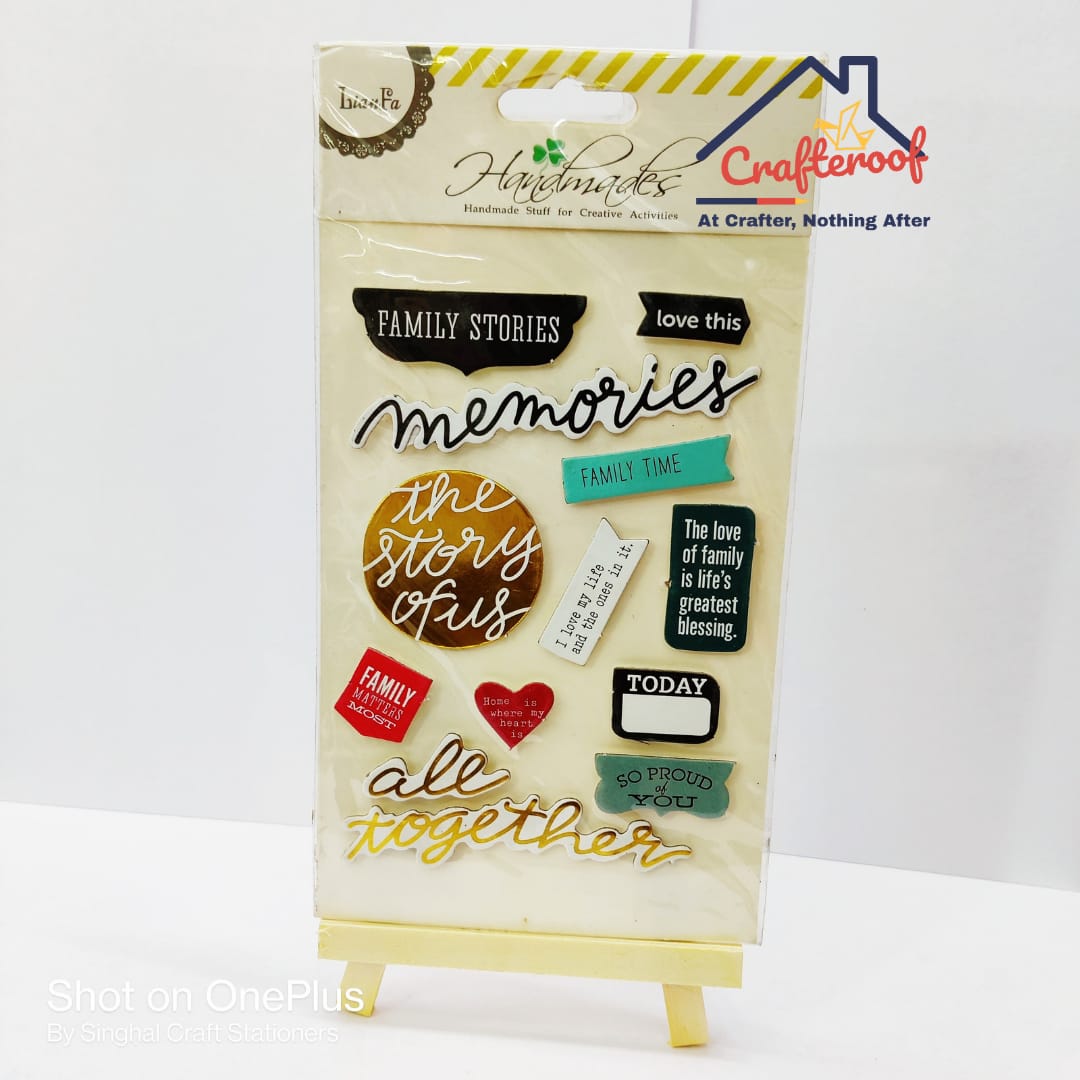 LianFa
Handmades
Handmade Stuff for Creative Activities
Crafteroof
At Crafter, Nothing After
FAMILY STORIES
love this
memories
FAMILY TIME
the
story
of us
I love my life
and the ones in it.
The love
of family
is life's
greatest
blessing.
FAMILY
MATTERS
MOST
Home is
where my
heart
is
TODAY
all
together
SO PROUD
of
YOU
Shot on OnePlus
By Singhal Craft Stationers